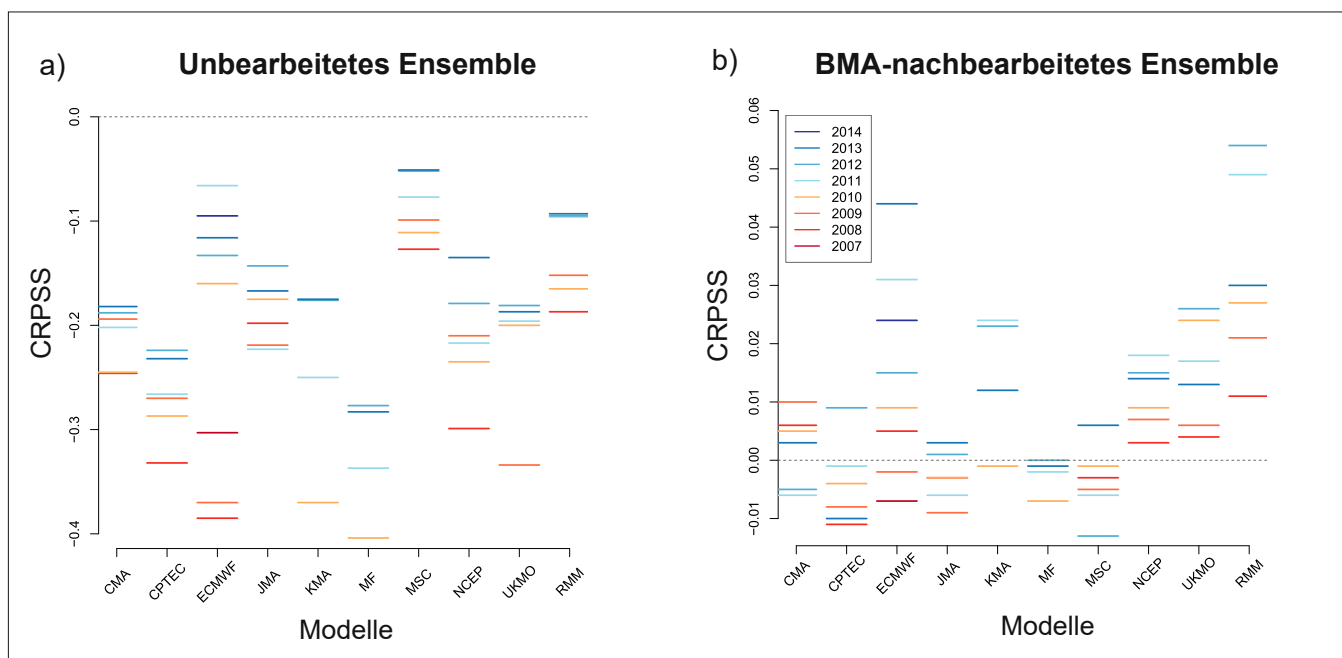 a)
Unbearbeitetes Ensemble
CRPSS
0.0
−0.1
−0.2
−0.3
−0.4
CMA
CPTEC
ECMWF
JMA
KMA
MF
MSC
NCEP
UKMO
RMM
Modelle
b)
BMA-nachbearbeitetes Ensemble
CRPSS
0.06
0.05
0.04
0.03
0.02
0.01
0.00
−0.01
2014
2013
2012
2011
2010
2009
2008
2007
CMA
CPTEC
ECMWF
JMA
KMA
MF
MSC
NCEP
UKMO
RMM
Modelle